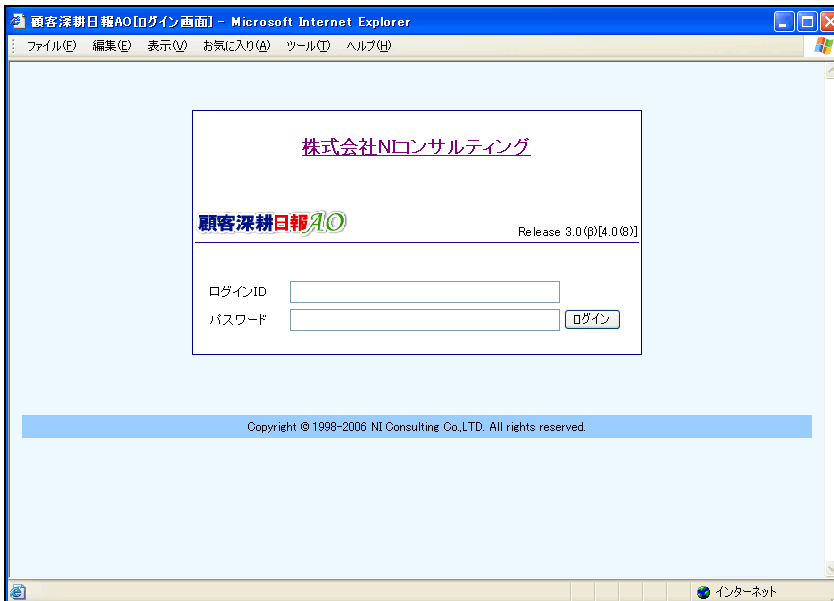 顧客深耕日報AO[ログイン画面] - Microsoft Internet Explorer
ファイル(F) 編集(E) 表示(V) お気に入り(A) ツール(T) ヘルプ(H)
株式会社NIコンサルティング
顧客深耕日報AO
Release 3.0(β)[4.0(8)]
ログインID
パスワード ログイン
Copyright © 1998-2006 NI Consulting Co.,LTD. All rights reserved.
インターネット